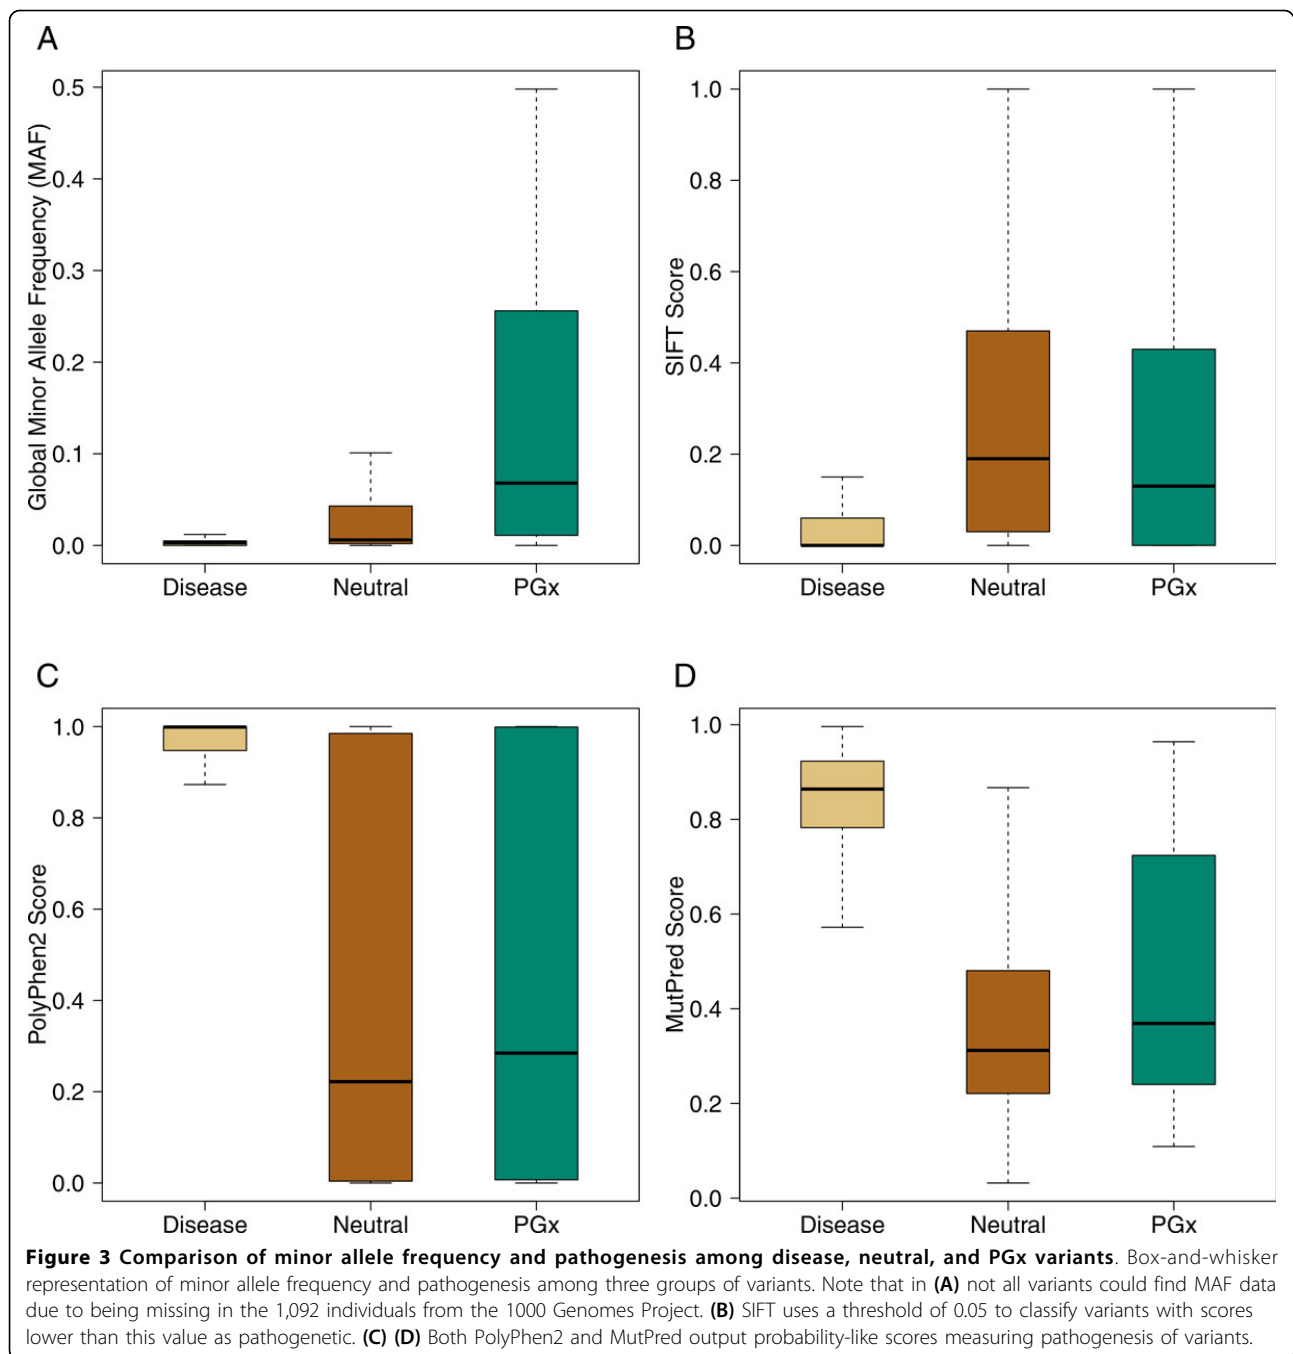 A
Global Minor Allele Frequency (MAF)
0.5
0.4
0.3
0.2
0.1
0.0
Disease Neutral PGx
B
SIFT Score
1.0
0.8
0.6
0.4
0.2
0.0
Disease Neutral PGx
C
PolyPhen2 Score
1.0
0.8
0.6
0.4
0.2
0.0
Disease Neutral PGx
D
MutPred Score
1.0
0.8
0.6
0.4
0.2
0.0
Disease Neutral PGx
Figure 3 Comparison of minor allele frequency and pathogenesis among disease, neutral, and PGx variants. Box-and-whisker
representation of minor allele frequency and pathogenesis among three groups of variants. Note that in (A) not all variants could find MAF data
due to being missing in the 1,092 individuals from the 1000 Genomes Project. (B) SIFT uses a threshold of 0.05 to classify variants with scores
lower than this value as pathogenetic. (C) (D) Both PolyPhen2 and MutPred output probability-like scores measuring pathogenesis of variants.